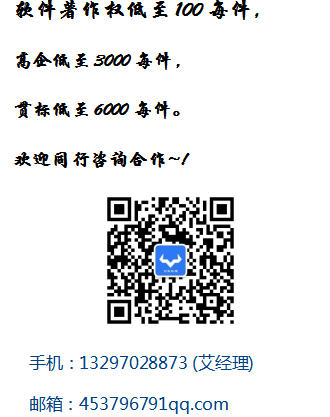 软件著作权低至100每件，
高企低至3000每件，
贯标低至6000每件。
欢迎同行咨询合作~!
手机：13297028873 (艾经理)
邮箱：453796791qq.com